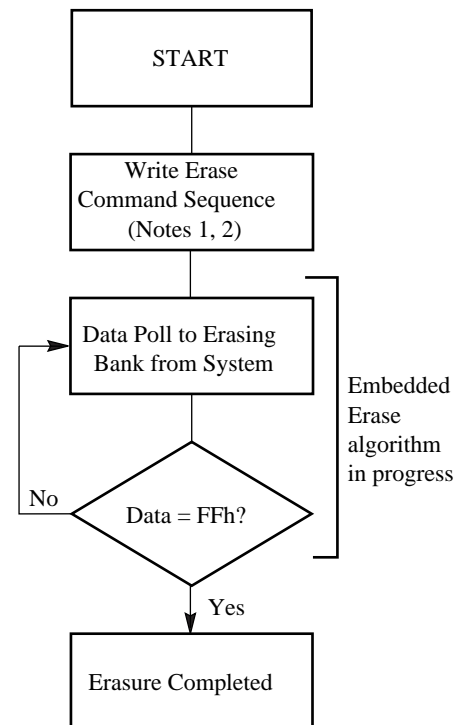 START
Write Erase
Command Sequence
(Notes 1, 2)
Data Poll to Erasing
Bank from System
Embedded
Erase
algorithm
in progress
No
Data = FFh?
Yes
Erasure Completed